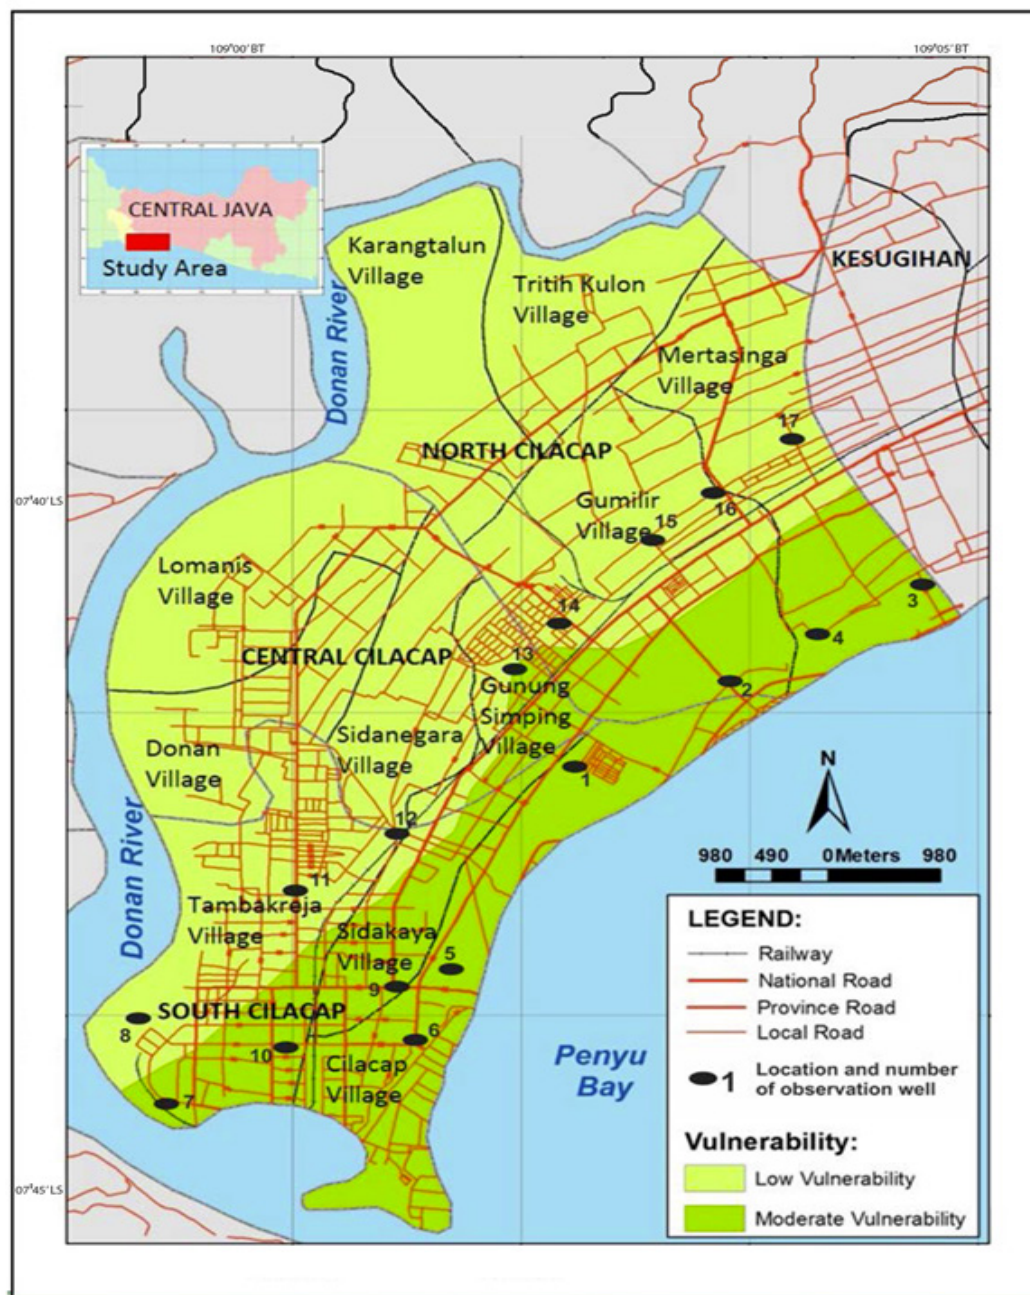 109°00' BT
109°05' BT
CENTRAL JAVA
Study Area
Karangtalun
Village
KESUGIHAN
Tritih Kulon
Village
Donan River
Mertasinga
Village
17
NORTH CILACAP
07°40' LS
Gumilir
Village
15
16
Lomanis
Village
3
14
4
CENTRAL CILACAP
13
Gunung
Simping
Village
2
Donan
Village
Sidanegara
Village
1
N
12
980 490 0Meters 980
11
Donan River
Tambakreja
Village
Sidakaya
Village
5
9
SOUTH CILACAP
8
6
10
Cilacap
Village
7
Penyu
Bay
LEGEND:
Railway
National Road
Province Road
Local Road
1
Location and number
of observation well
Vulnerability:
Low Vulnerability
Moderate Vulnerability
07°45' LS